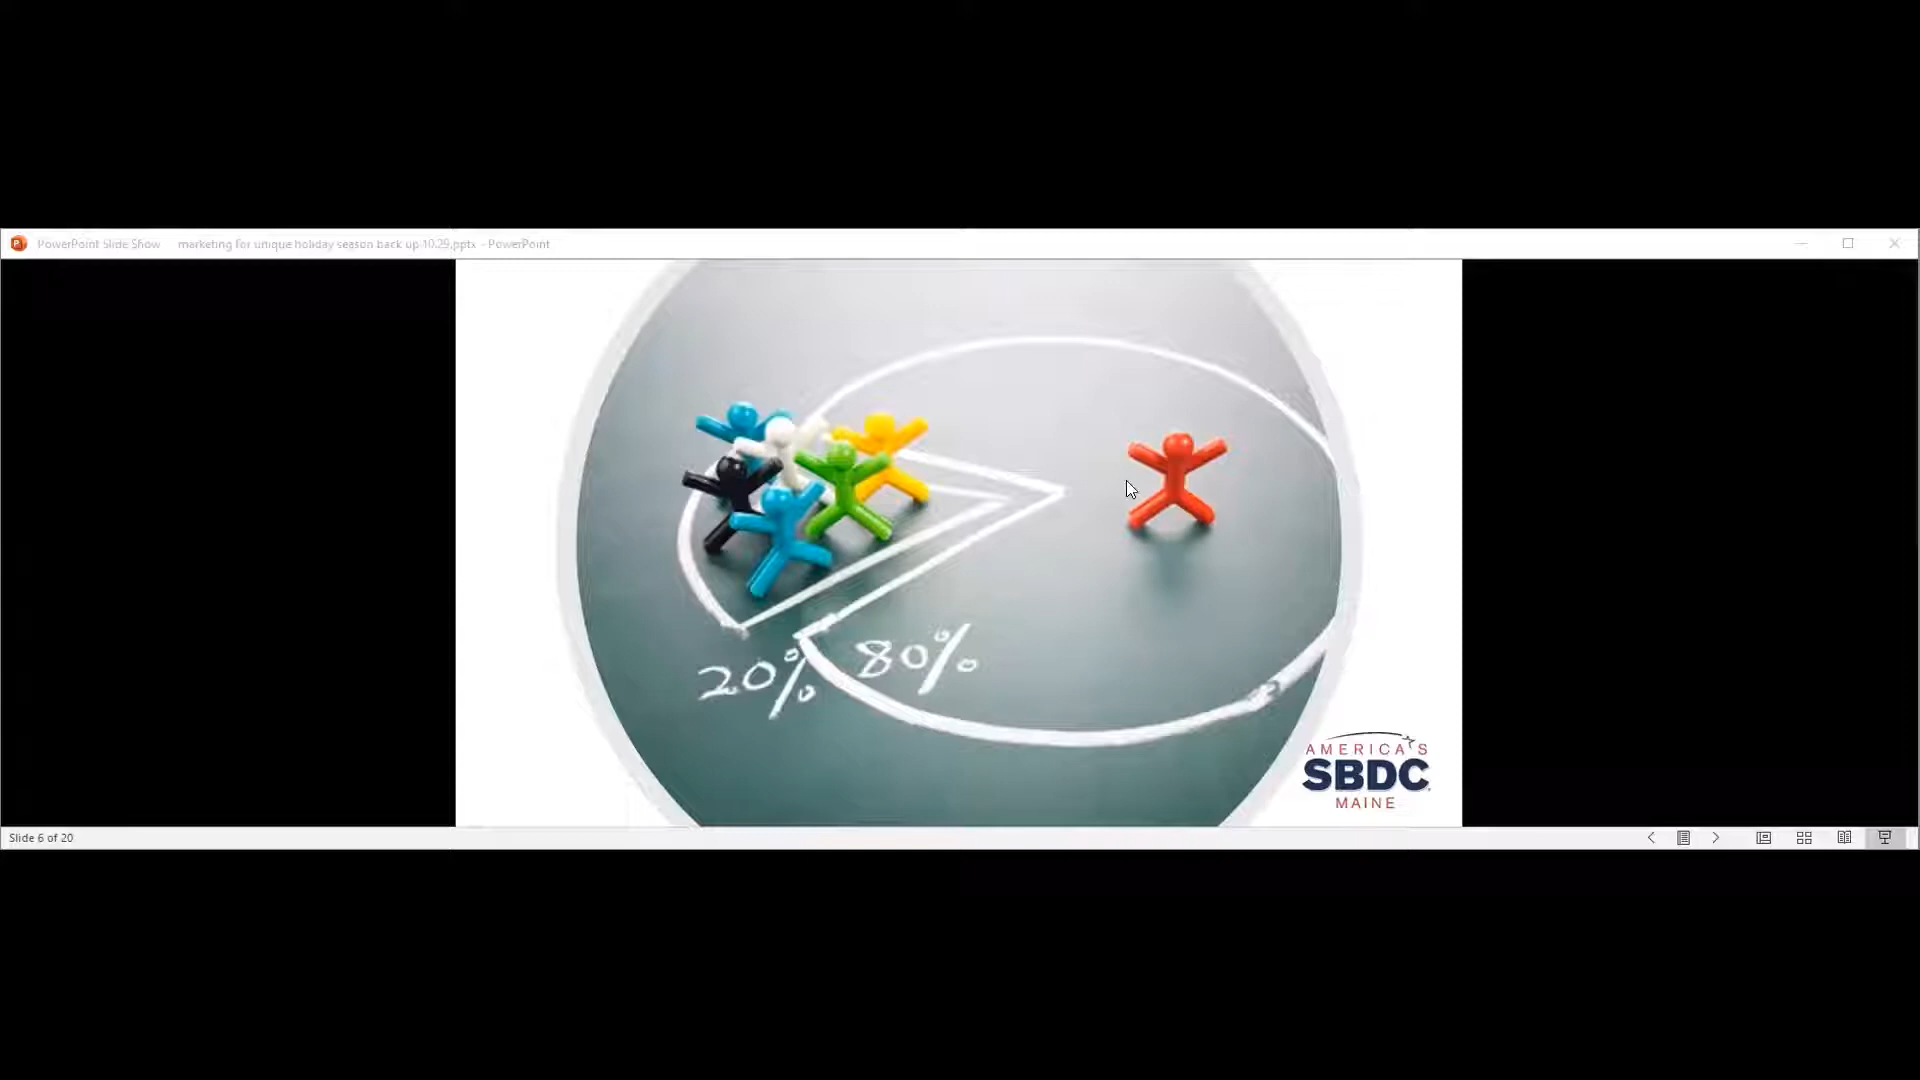 PowerPoint Slide Show
marketing for unique holiday season back up 10.29.pptx - PowerPoint
20%
80%
AMERICA'S
SBDC
MAINE
Slide 6 of 20